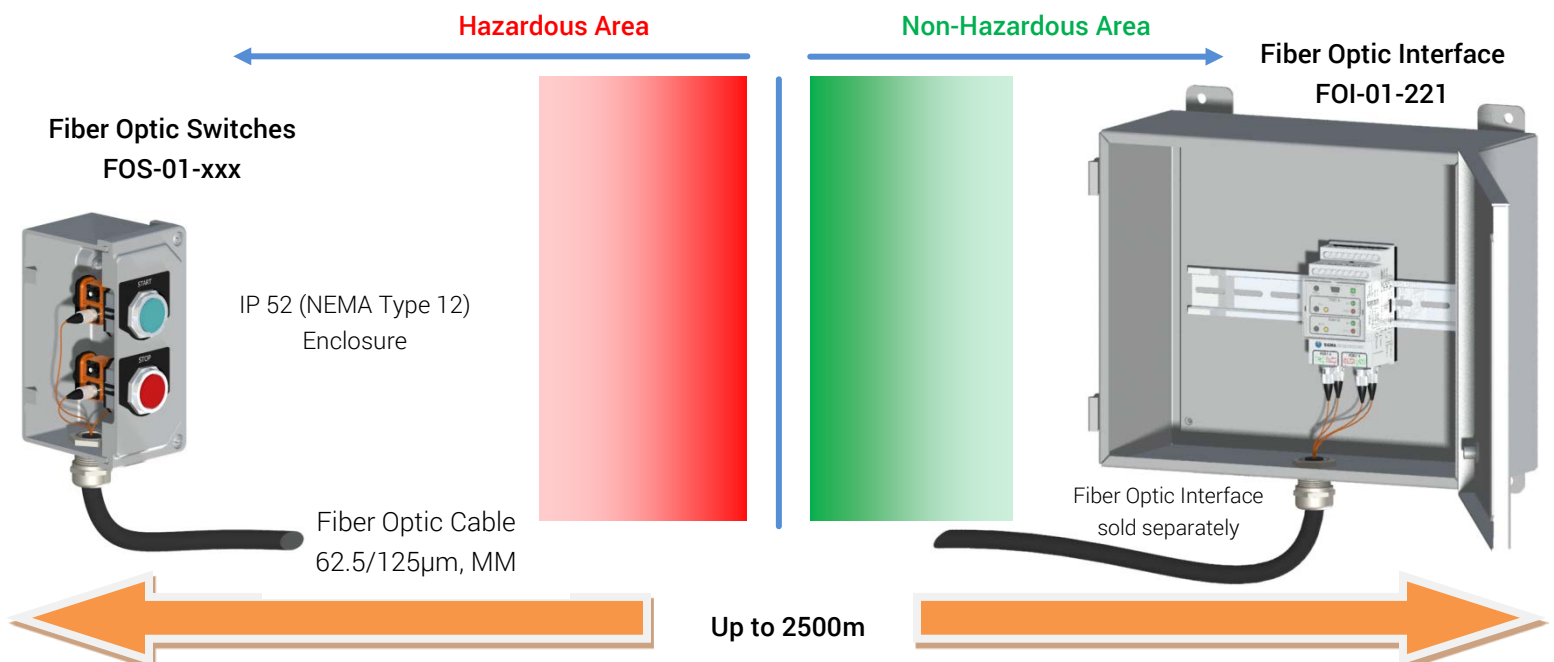 Hazardous Area
Non-Hazardous Area
Fiber Optic Interface
FOI-01-221
Fiber Optic Switches
FOS-01-xxx
START
STOP
IP 52 (NEMA Type 12)
Enclosure
Fiber Optic Cable
62.5/125µm, MM
Fiber Optic Interface
sold separately
Up to 2500m